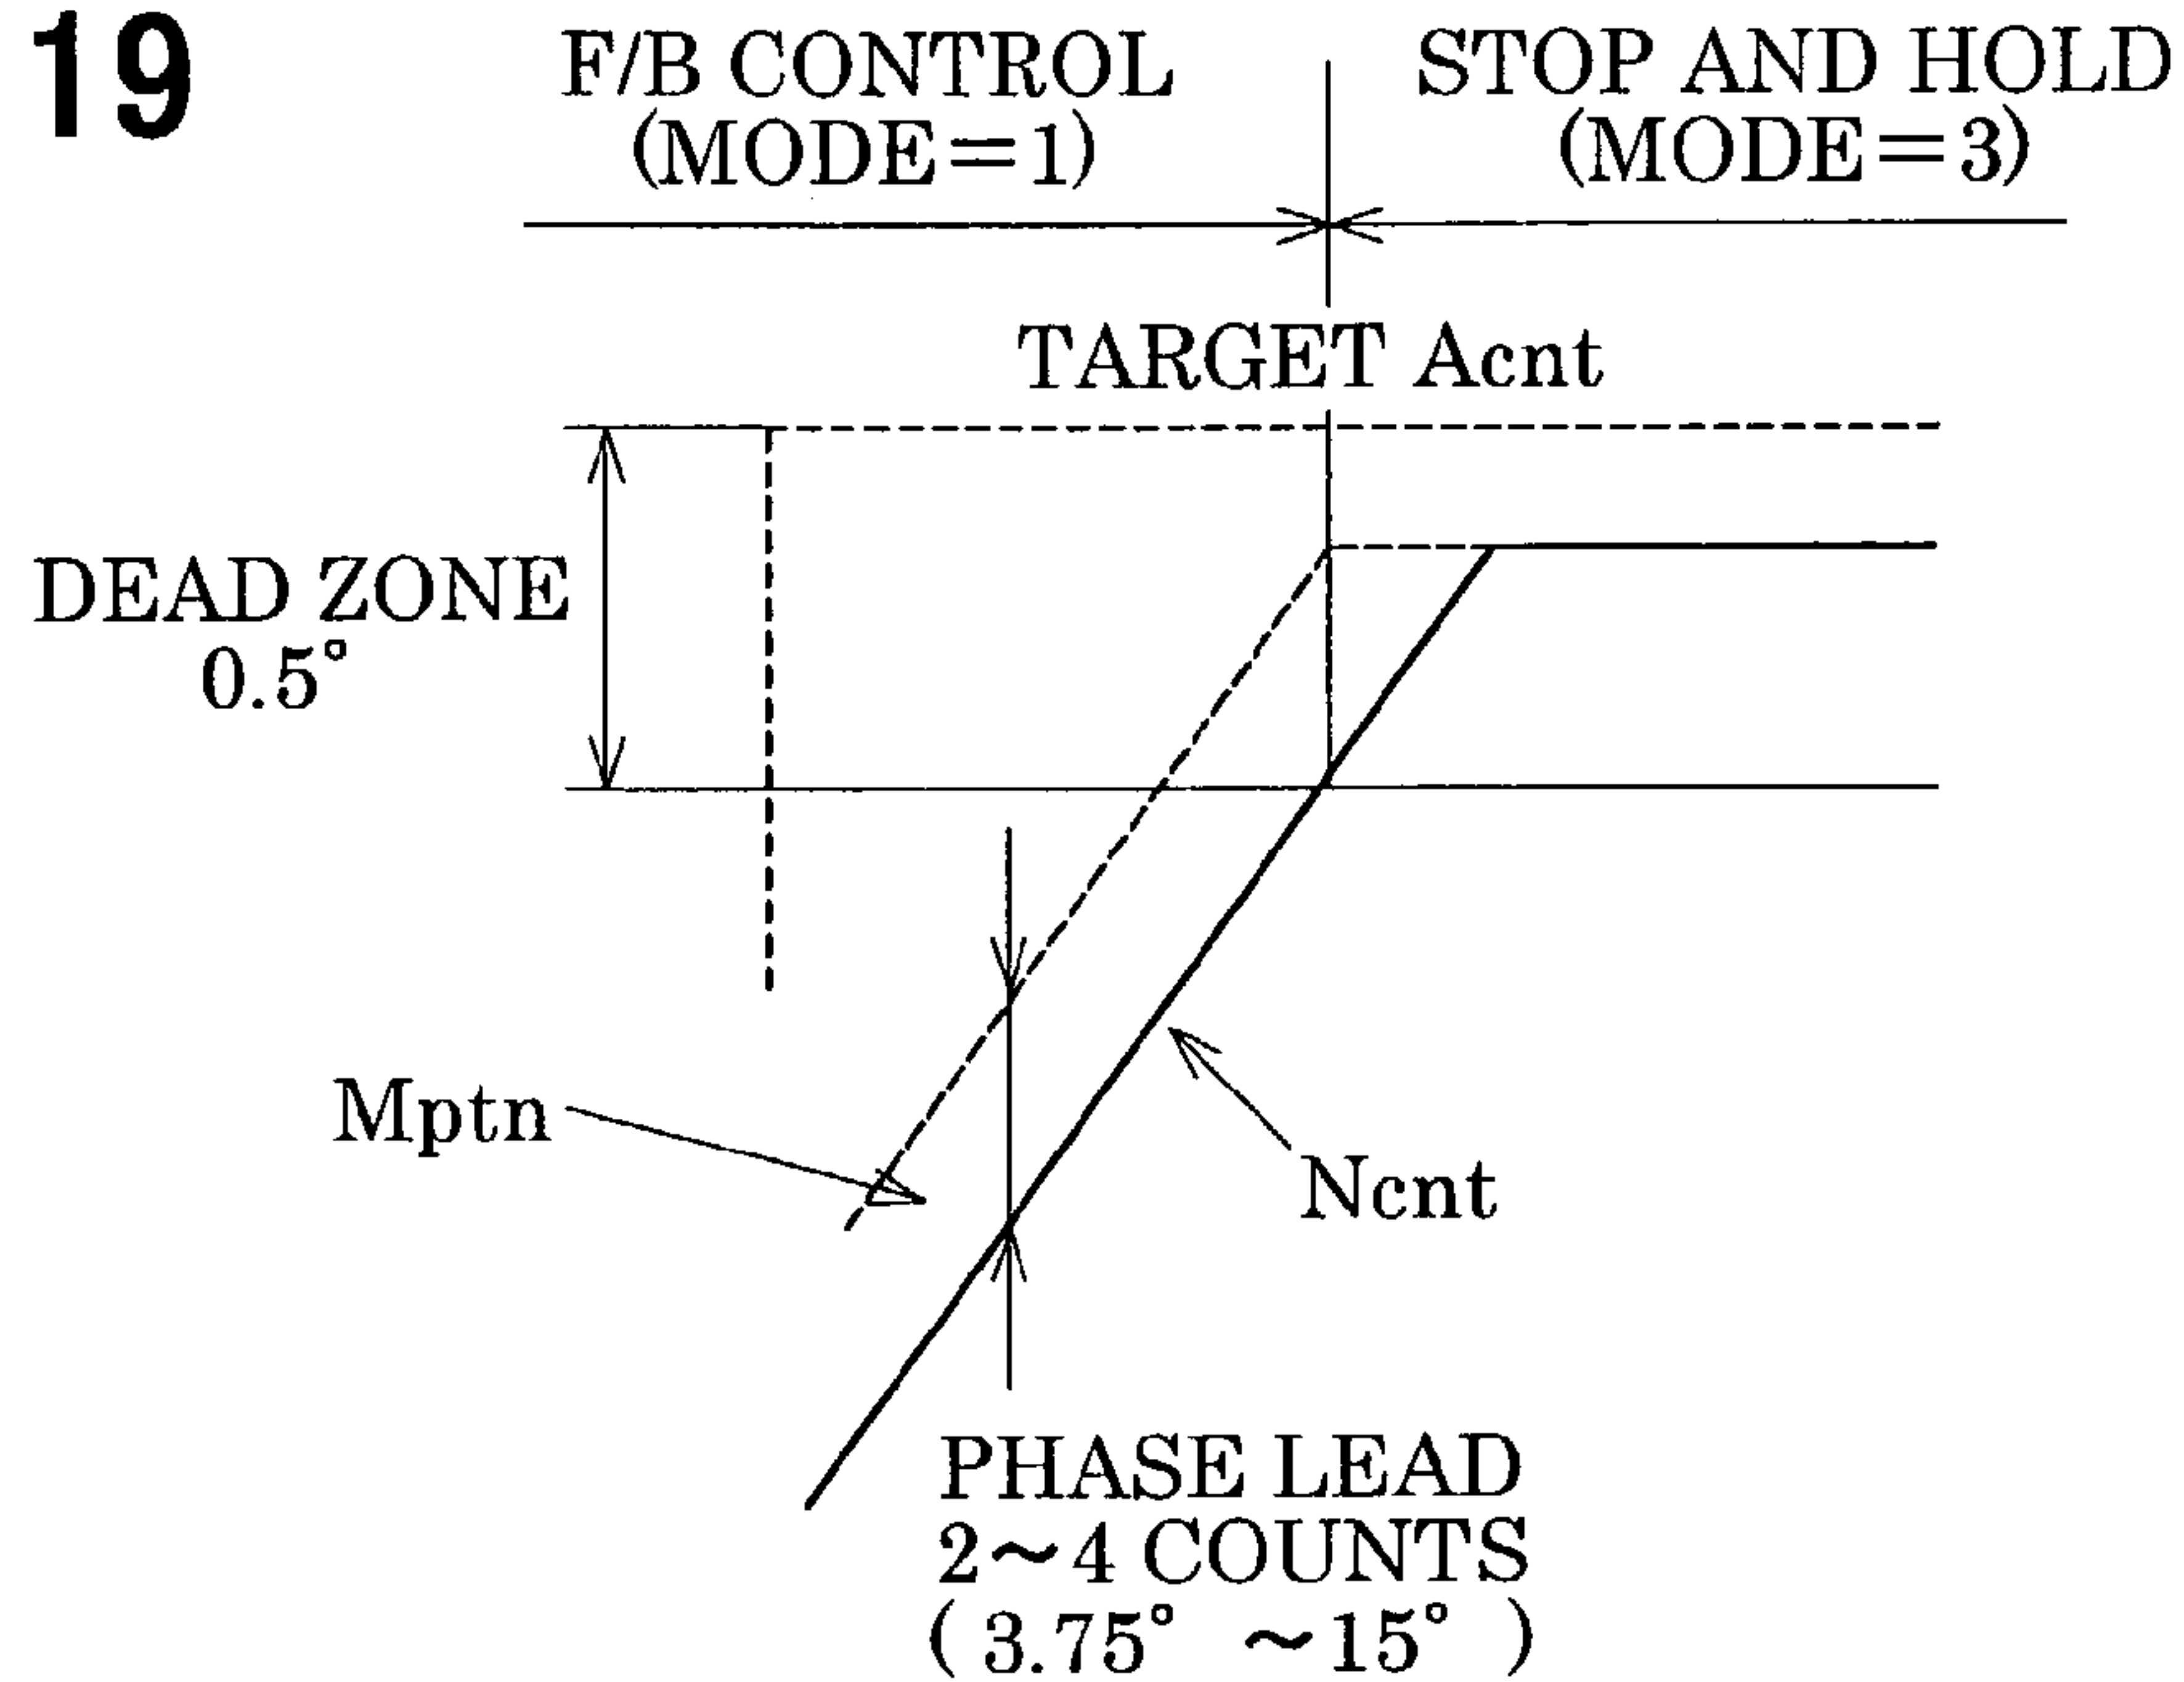 19
F/B CONTROL
(MODE=1)
STOP AND HOLD
(MODE=3)
TARGET Acnt
DEAD ZONE
0.5°
Mptn
Ncnt
PHASE LEAD
2~4 COUNTS
(3.75° ~15°)